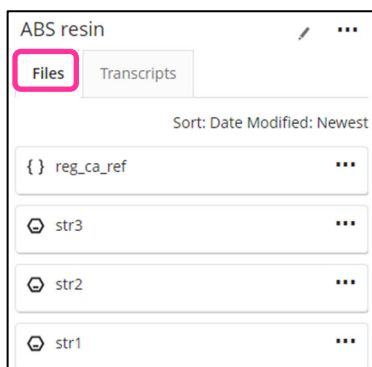 ABS resin
Files Transcripts
Sort: Date Modified: Newest
{ } reg_ca_ref
str3
str2
str1